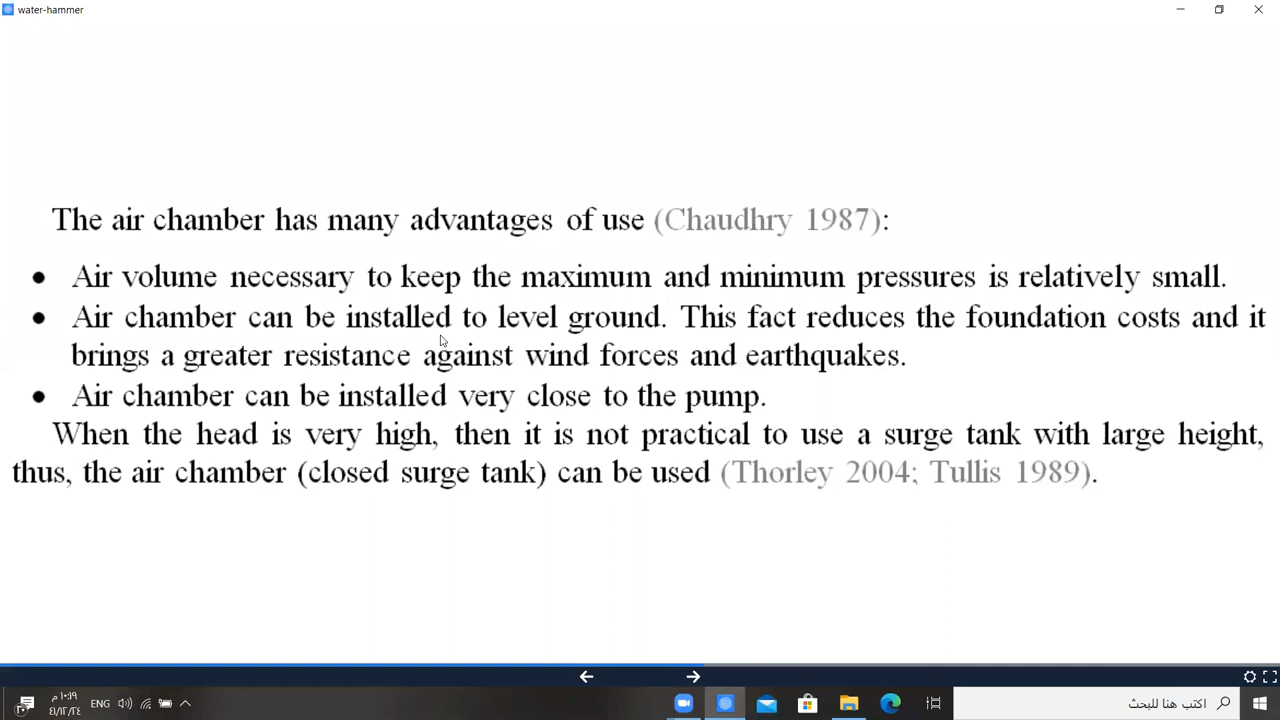 water-hammer
The air chamber has many advantages of use (Chaudhry 1987):
● Air volume necessary to keep the maximum and minimum pressures is relatively small.
● Air chamber can be installed to level ground. This fact reduces the foundation costs and it
brings a greater resistance against wind forces and earthquakes.
● Air chamber can be installed very close to the pump.
When the head is very high, then it is not practical to use a surge tank with large height,
thus, the air chamber (closed surge tank) can be used (Thorley 2004; Tullis 1989).
١٠:١٩ م
ENG
اكتب هنا للبحث